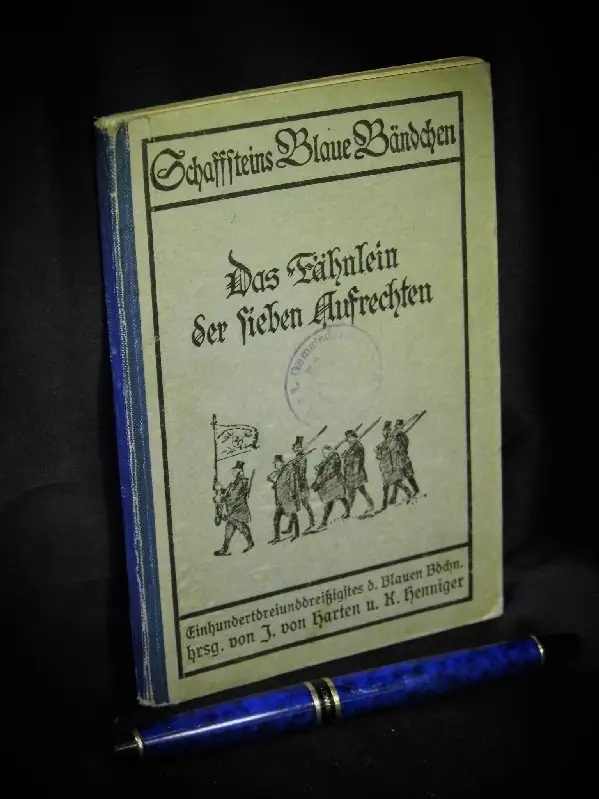 Schaffsteins Blaue Bändchen
Das Fähnlein
der sieben Aufrechten
Einhundertdreiunddreißigstes d. Blauen Bdchn.
hrsg. von J. von Harten u. K. Henniger